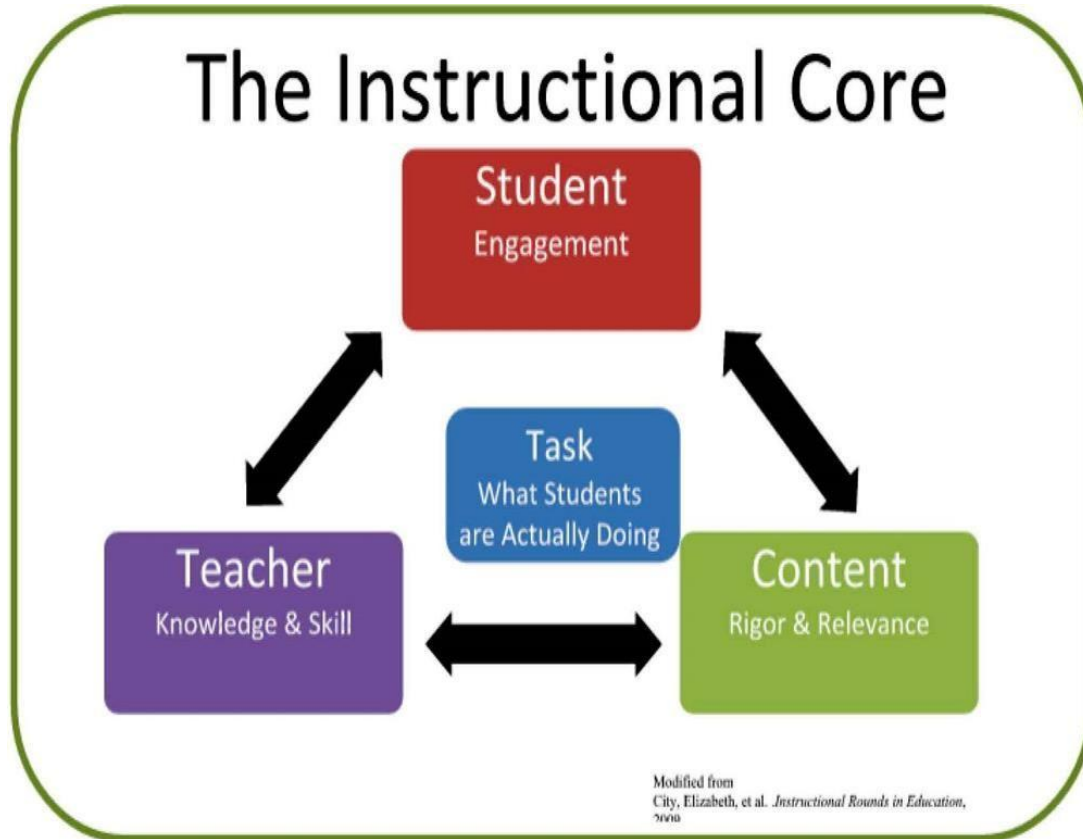 The Instructional Core
Student
Engagement
Task
What Students
are Actually Doing
Teacher
Knowledge & Skill
Content
Rigor & Relevance
Modified from
City, Elizabeth, et al. .Instructional Rounds in Education,
2009